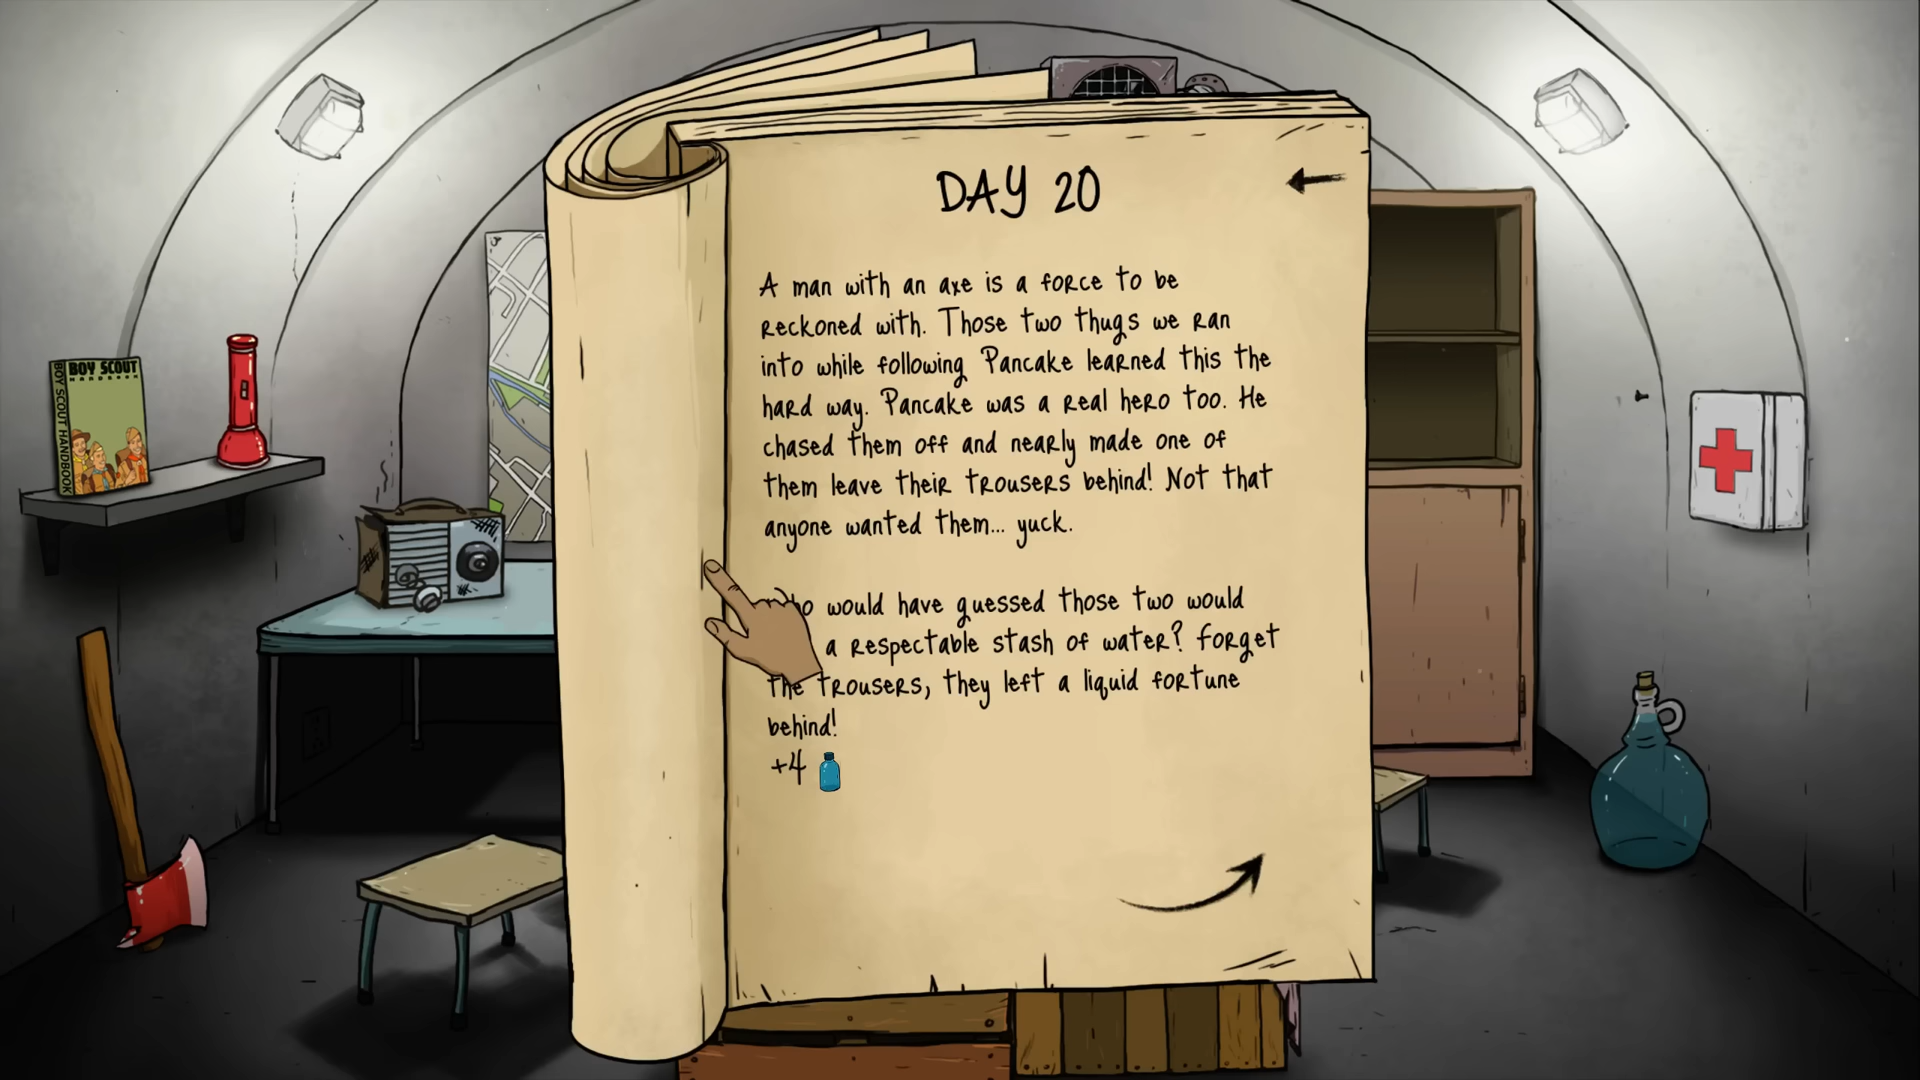 BOY SCOUT
HANDBOOK
BOY SCOUT HANDBOOK
DAY 20
A man with an axe is a force to be
reckoned with. Those two thugs we ran
into while following Pancake learned this the
hard way. Pancake was a real hero too. He
chased them off and nearly made one of
them leave their trousers behind! Not that
anyone wanted them... yuck.
would have guessed those two would
a respectable stash of water? Forget
the trousers, they left a liquid fortune
behind!
+4